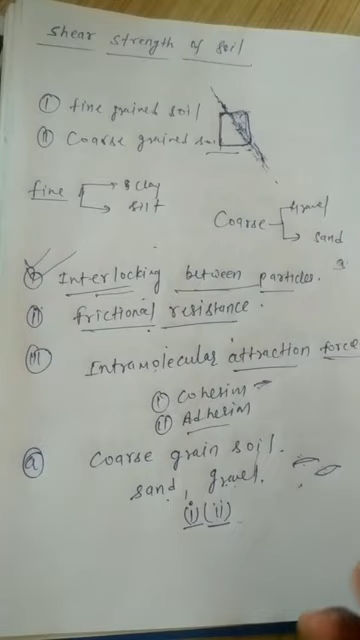 Shear Strength of Soil
(i) fine grained soil
(ii) Coarse grained soil
fine → clay
→ silt
Coarse - gravel
→ sand
(i) Interlocking between particles.
(ii) frictional resistance
(iii) Intramolecular attraction force
(i) Cohesion
(ii) Adhesion
(a) Coarse grain soil.
sand, gravel.
(i) (ii)